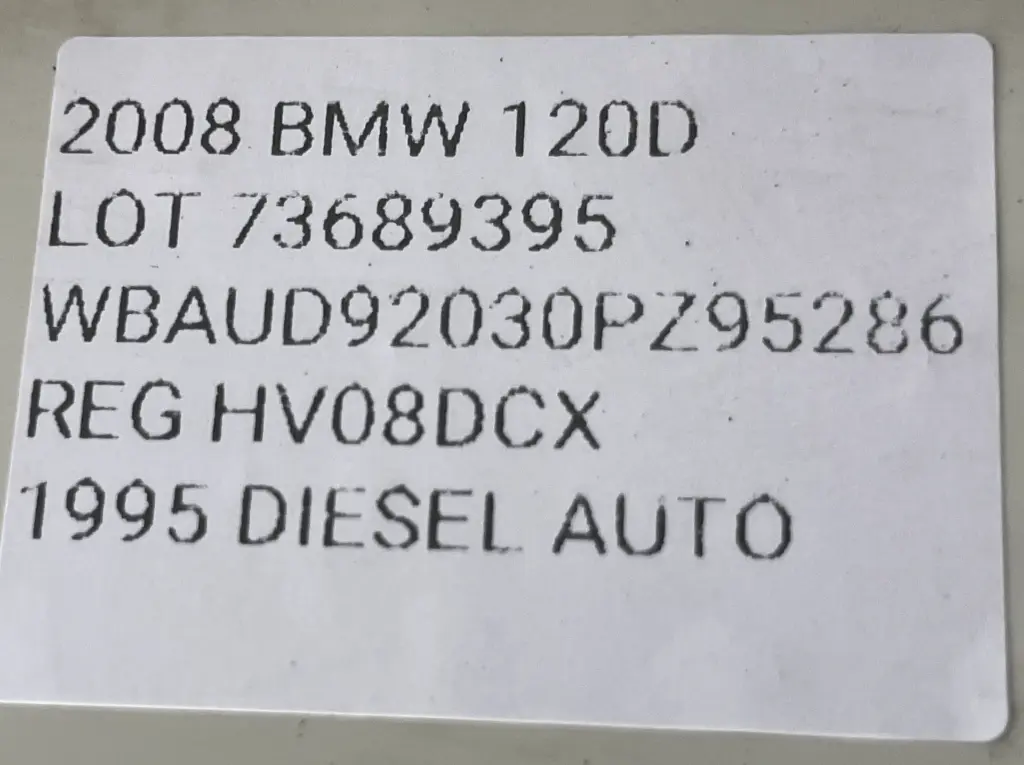 2008 BMW 120D
LOT 73689395
WBAUD92030PZ95286
REG HV08DCX
1995 DIESEL AUTO